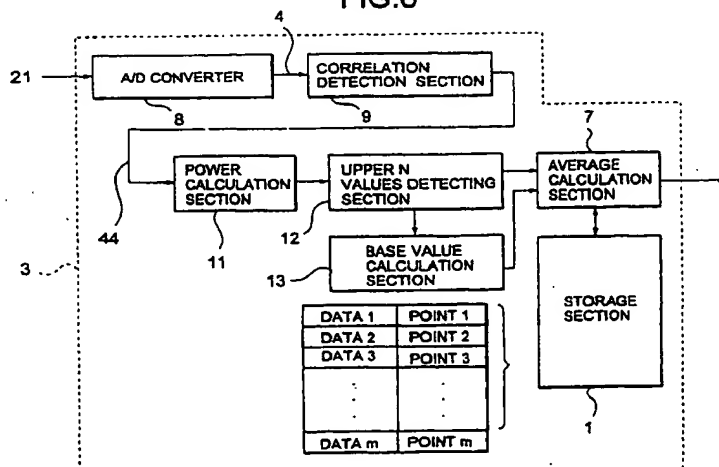 4
21
A/D CONVERTER
CORRELATION
DETECTION SECTION
8
9
7
POWER
CALCULATION
SECTION
UPPER N
VALUES DETECTING
SECTION
AVERAGE
CALCULATION
SECTION
44
11
12
3
13
BASE VALUE
CALCULATION
SECTION
STORAGE
SECTION
DATA 1 POINT 1
DATA 2 POINT 2
DATA 3 POINT 3
DATA m POINT m
1